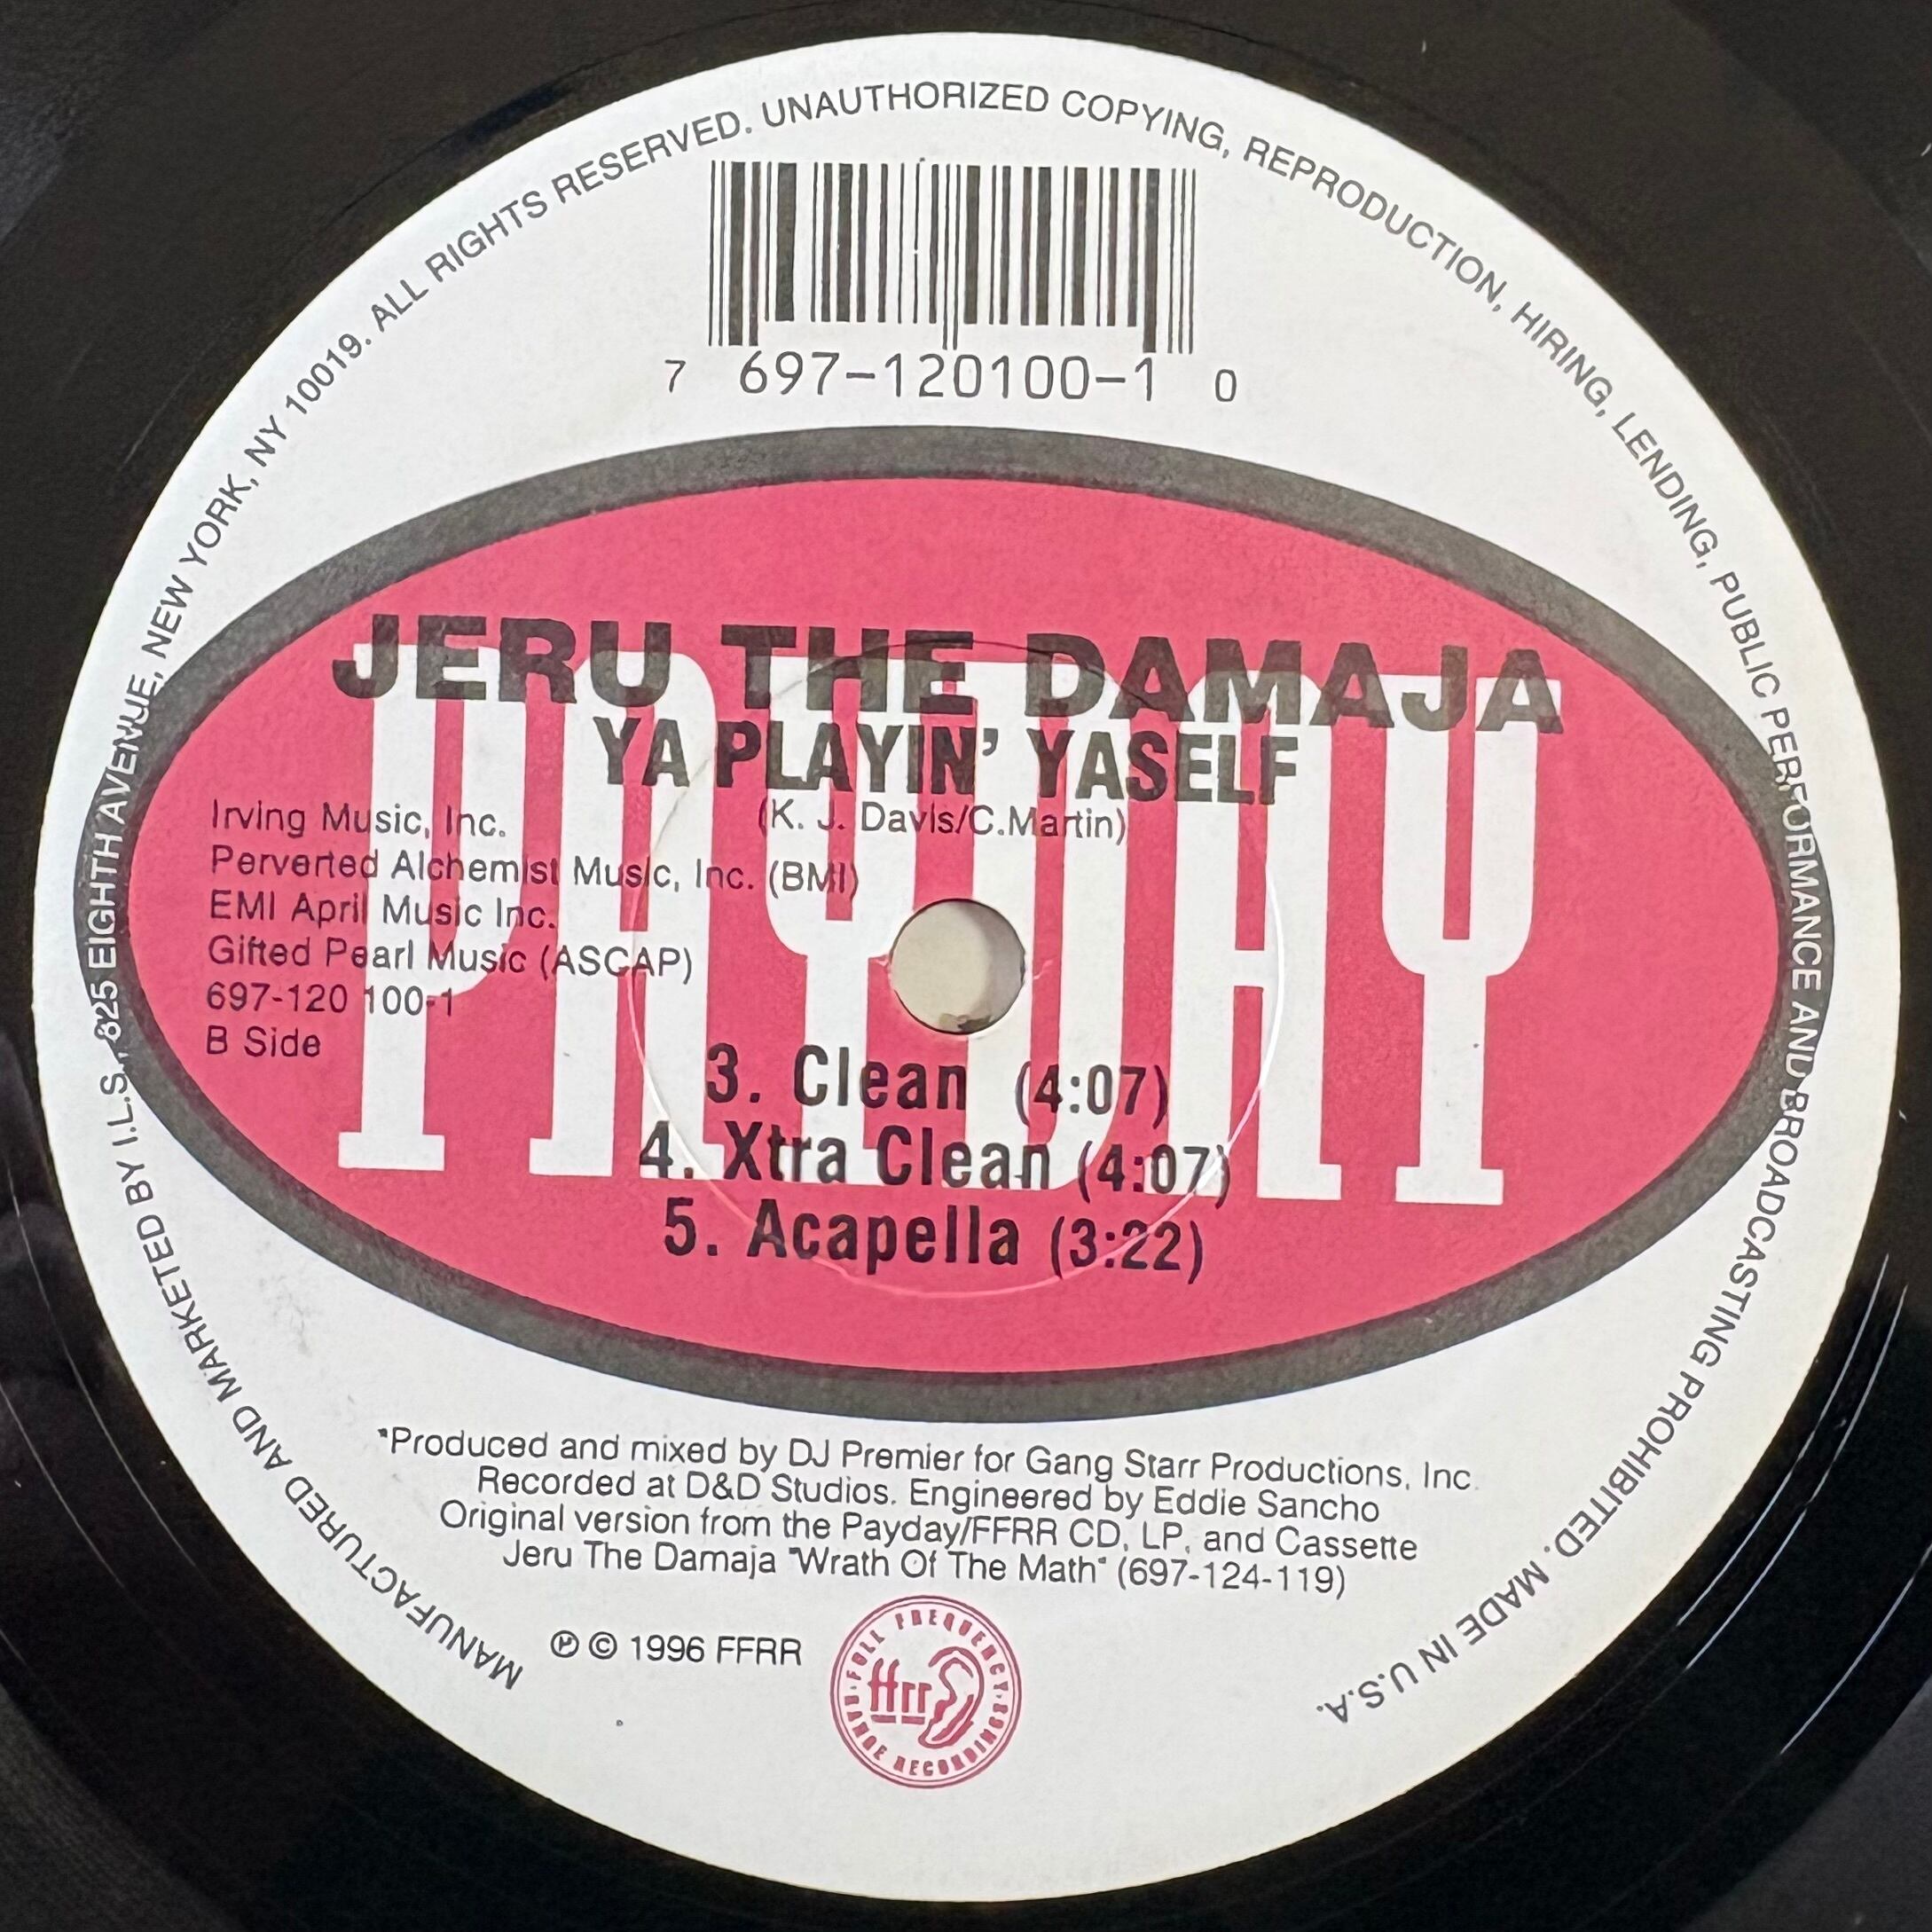 MANUFACTURED AND MARKETED BY I.L.S., 825 EIGHTH AVENUE, NEW YORK, NY 10019. ALL RIGHTS RESERVED. UNAUTHORIZED COPYING, REPRODUCTION, HIRING, LENDING, PUBLIC PERFORMANCE AND BROADCASTING PROHIBITED. MADE IN U.S.A.
7 697-120100-1 0
PAYDAY
JERU THE DAMAJA
YA PLAYIN' YASELF
(K. J. Davis/C.Martin)
Irving Music, Inc.
Perverted Alchemist Music, Inc. (BMI)
EMI April Music Inc.
Gifted Pearl Music (ASCAP)
697-120 100-1
B Side
3. Clean (4:07)
4. Xtra Clean (4:07)
5. Acapella (3:22)
"Produced and mixed by DJ Premier for Gang Starr Productions, Inc.
Recorded at D&D Studios. Engineered by Eddie Sancho
Original version from the Payday/FFRR CD, LP, and Cassette
Jeru The Damaja "Wrath Of The Math" (697-124-119)
℗ © 1996 FFRR
FULL FREQUENCY RANGE RECORDINGS
ffrr